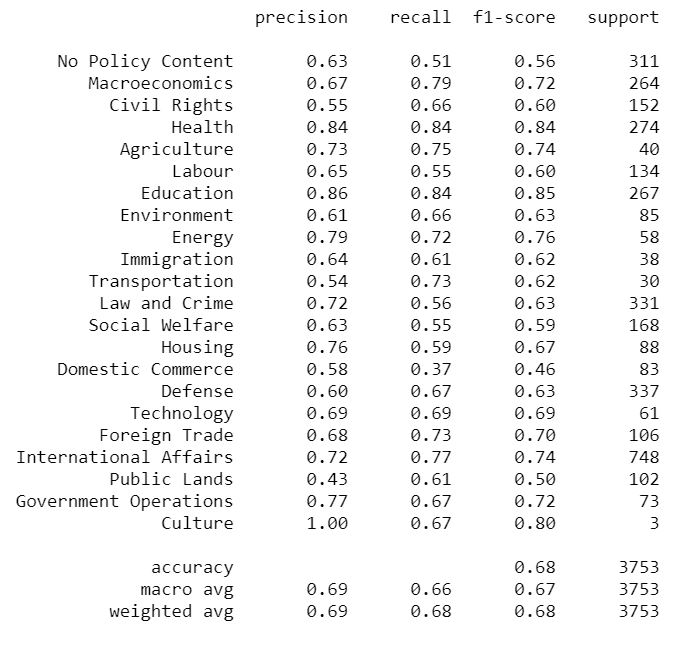 precision recall f1-score support
No Policy Content 0.63 0.51 0.56 311
Macroeconomics 0.67 0.79 0.72 264
Civil Rights 0.55 0.66 0.60 152
Health 0.84 0.84 0.84 274
Agriculture 0.73 0.75 0.74 40
Labour 0.65 0.55 0.60 134
Education 0.86 0.84 0.85 267
Environment 0.61 0.66 0.63 85
Energy 0.79 0.72 0.76 58
Immigration 0.64 0.61 0.62 38
Transportation 0.54 0.73 0.62 30
Law and Crime 0.72 0.56 0.63 331
Social Welfare 0.63 0.55 0.59 168
Housing 0.76 0.59 0.67 88
Domestic Commerce 0.58 0.37 0.46 83
Defense 0.60 0.67 0.63 337
Technology 0.69 0.69 0.69 61
Foreign Trade 0.68 0.73 0.70 106
International Affairs 0.72 0.77 0.74 748
Public Lands 0.43 0.61 0.50 102
Government Operations 0.77 0.67 0.72 73
Culture 1.00 0.67 0.80 3
accuracy 0.68 3753
macro avg 0.69 0.66 0.67 3753
weighted avg 0.69 0.68 0.68 3753